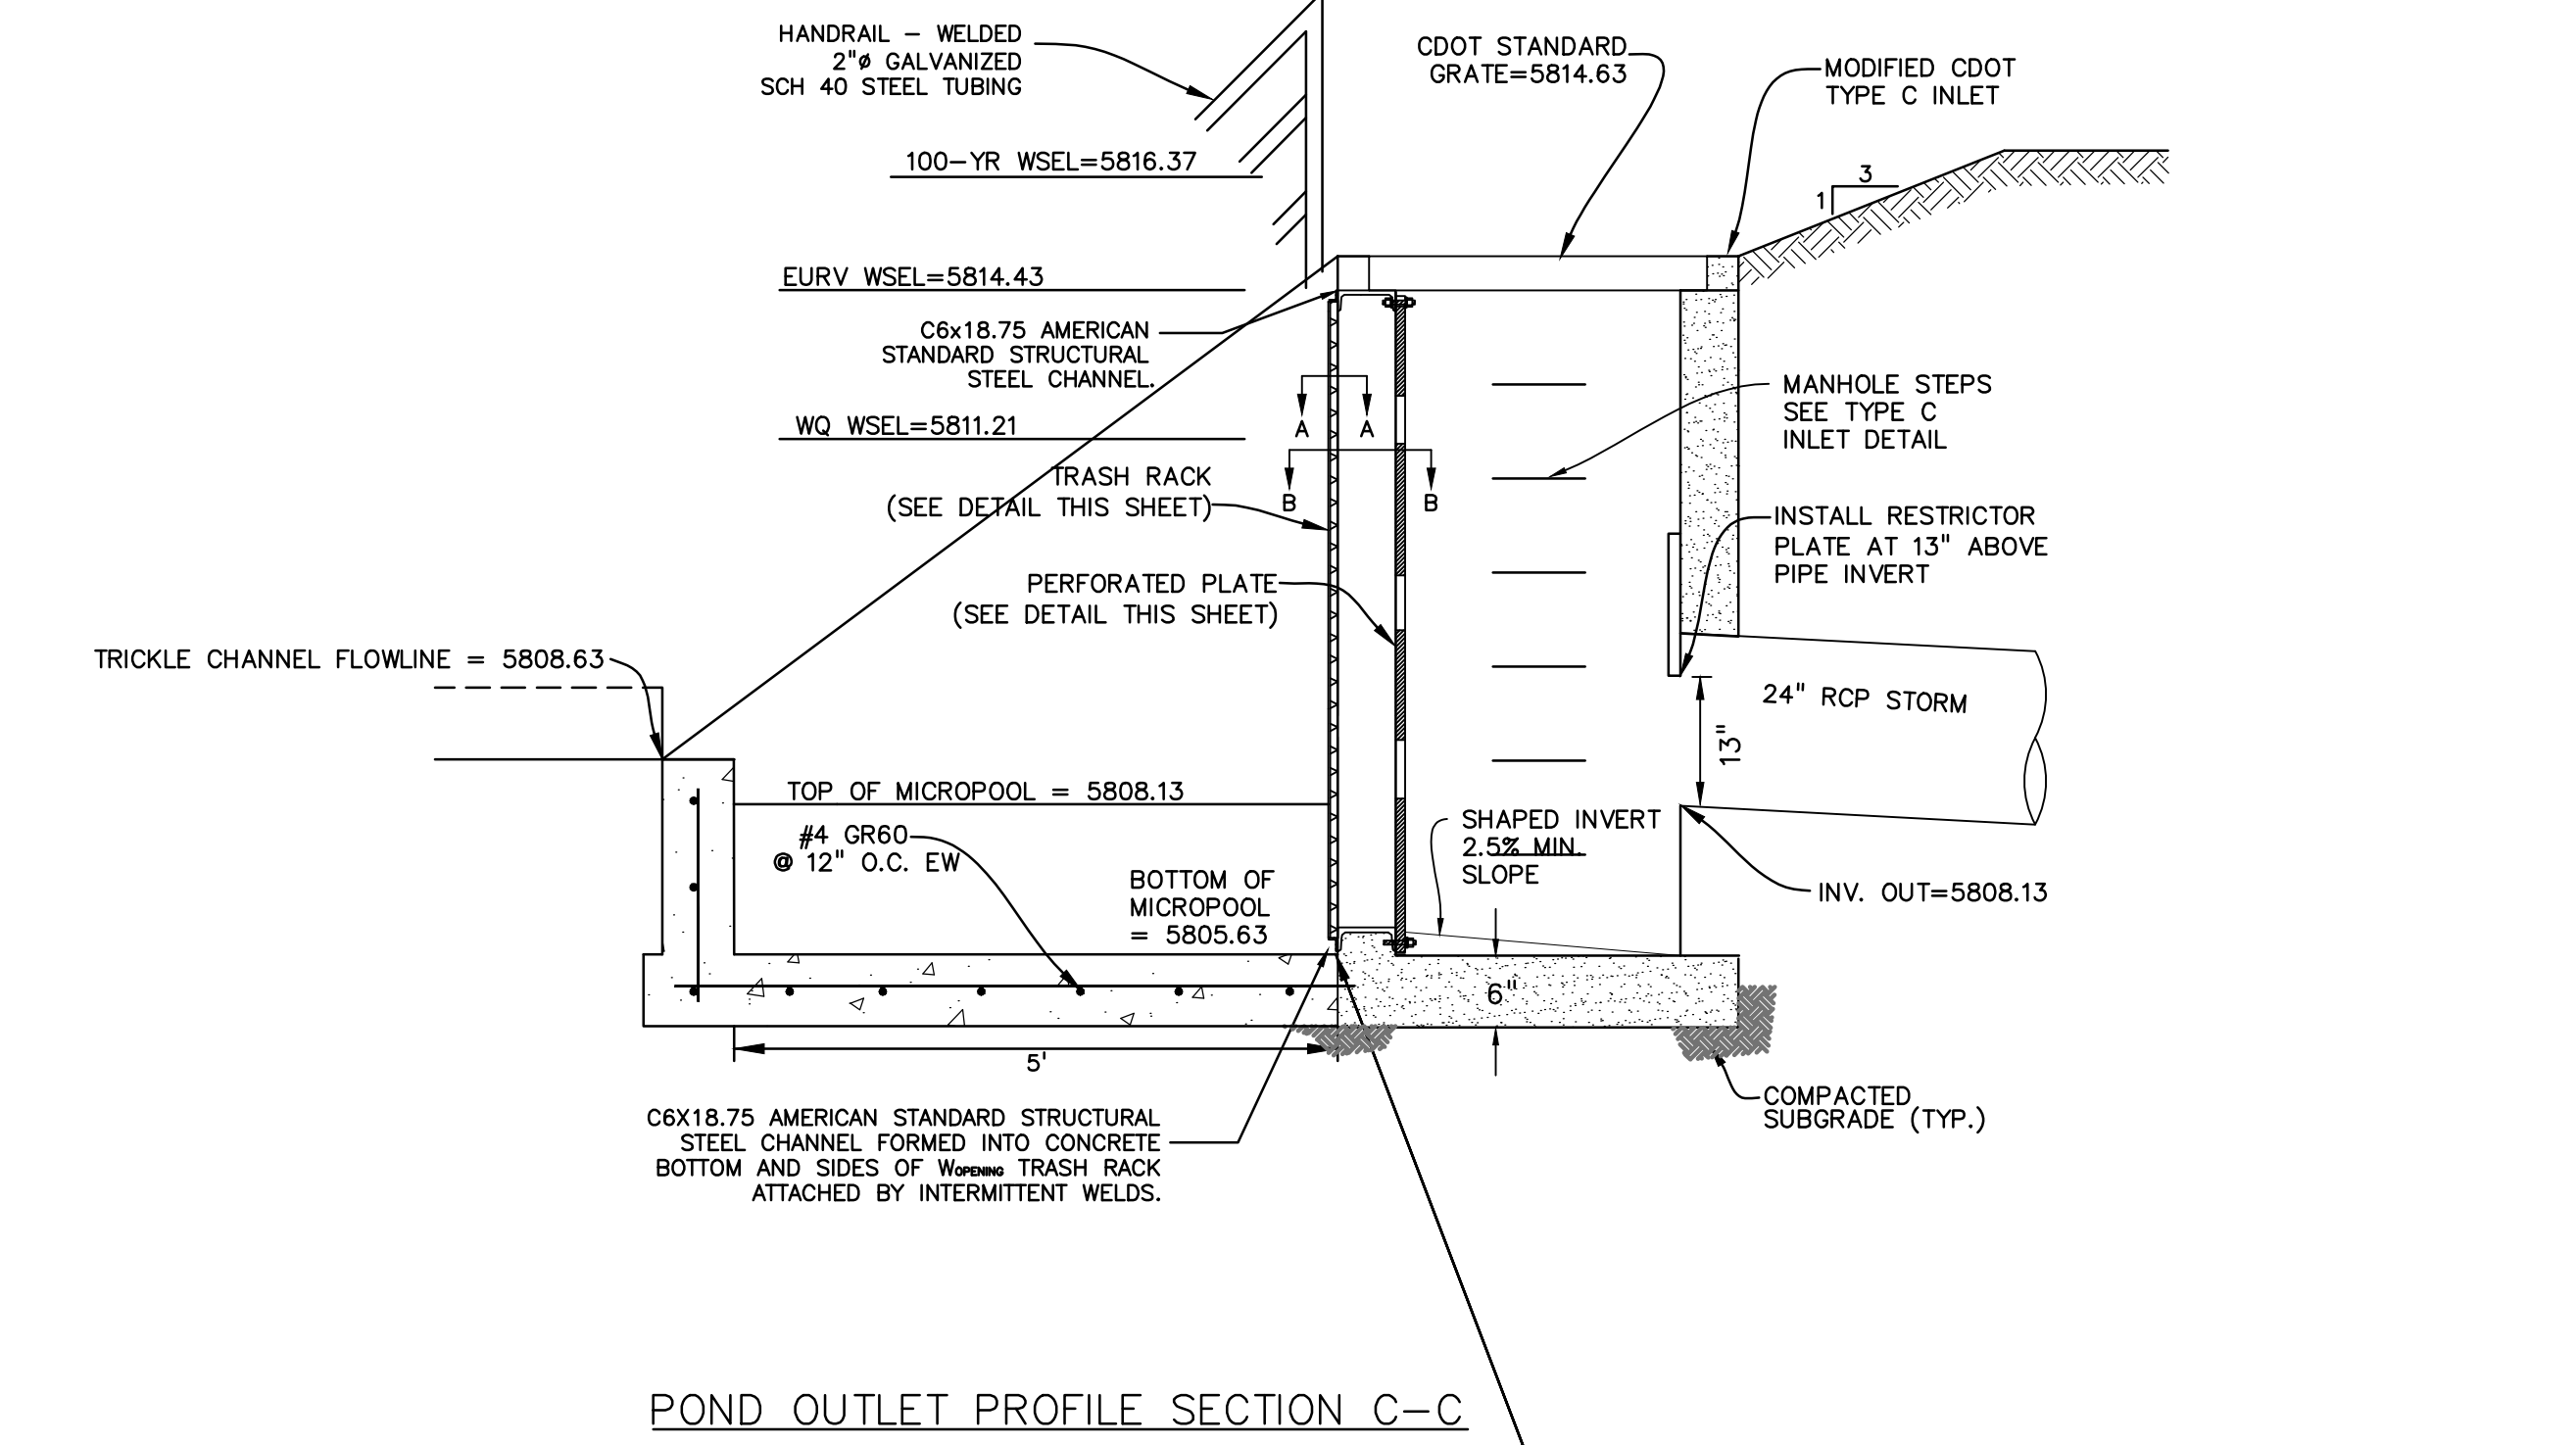 HANDRAIL - WELDED
2"ø GALVANIZED
SCH 40 STEEL TUBING
CDOT STANDARD
GRATE=5814.63
MODIFIED CDOT
TYPE C INLET
100-YR WSEL=5816.37
3
1
EURV WSEL=5814.43
C6x18.75 AMERICAN
STANDARD STRUCTURAL
STEEL CHANNEL.
WQ WSEL=5811.21
A A
B B
MANHOLE STEPS
SEE TYPE C
INLET DETAIL
TRASH RACK
(SEE DETAIL THIS SHEET)
INSTALL RESTRICTOR
PLATE AT 13" ABOVE
PIPE INVERT
PERFORATED PLATE
(SEE DETAIL THIS SHEET)
TRICKLE CHANNEL FLOWLINE = 5808.63
24" RCP STORM
13"
TOP OF MICROPOOL = 5808.13
#4 GR60
@ 12" O.C. EW
SHAPED INVERT
2.5% MIN.
SLOPE
BOTTOM OF
MICROPOOL
= 5805.63
INV. OUT=5808.13
6"
5'
COMPACTED
SUBGRADE (TYP.)
C6X18.75 AMERICAN STANDARD STRUCTURAL
STEEL CHANNEL FORMED INTO CONCRETE
BOTTOM AND SIDES OF WOPENING TRASH RACK
ATTACHED BY INTERMITTENT WELDS.
POND OUTLET PROFILE SECTION C-C